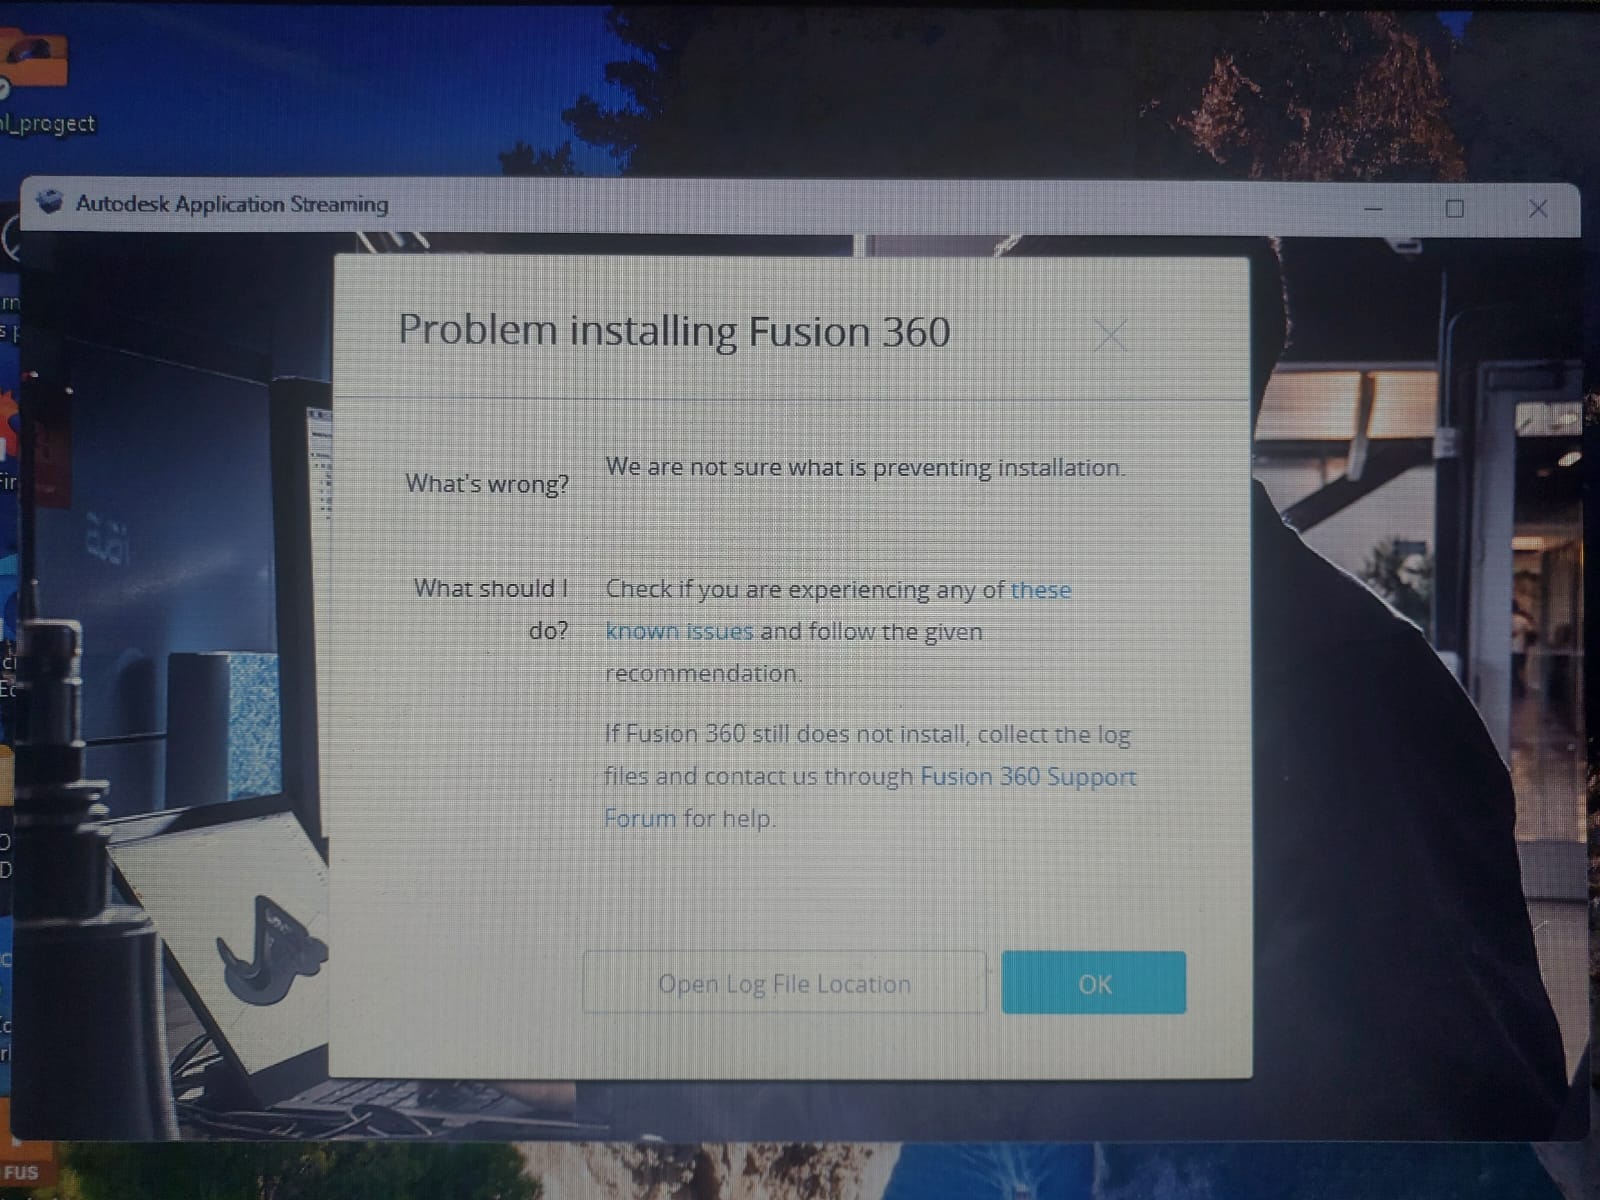 Autodesk Application Streaming
Problem installing Fusion 360
What's wrong?
We are not sure what is preventing installation.
What should I
do?
Check if you are experiencing any of these
known issues and follow the given
recommendation.
If Fusion 360 still does not install, collect the log
files and contact us through Fusion 360 Support
Forum for help.
Open Log File Location
OK
FUS